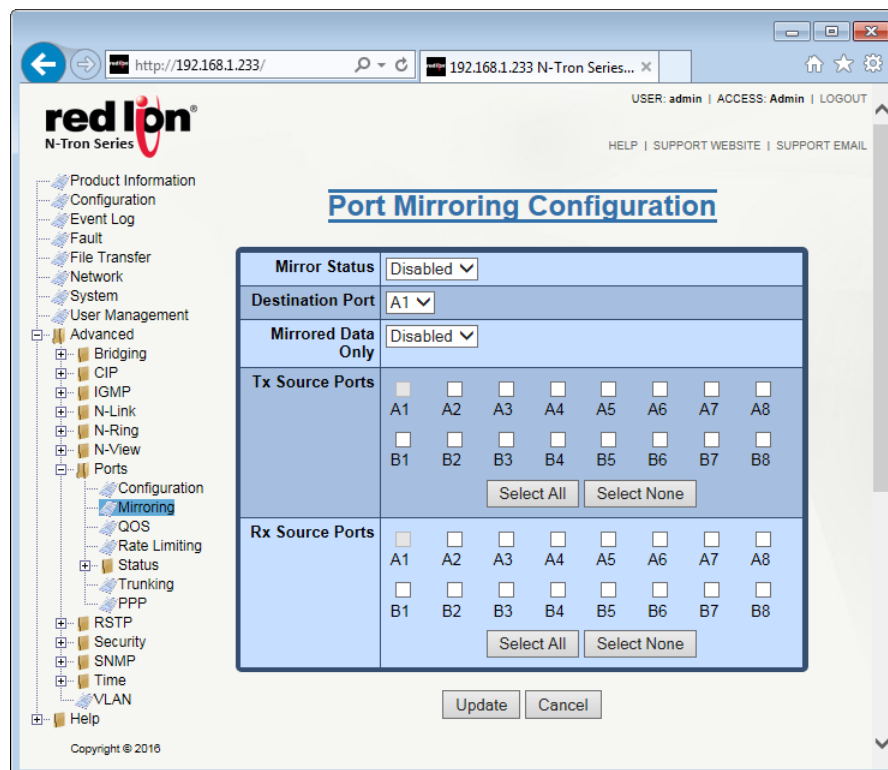 http://192.168.1.233/
192.168.1.233 N-Tron Series...
red lion®
N-Tron Series
USER: admin | ACCESS: Admin | LOGOUT
HELP | SUPPORT WEBSITE | SUPPORT EMAIL
Product Information
Configuration
Event Log
Fault
File Transfer
Network
System
User Management
Advanced
Bridging
CIP
IGMP
N-Link
N-Ring
N-View
Ports
Configuration
Mirroring
QOS
Rate Limiting
Status
Trunking
PPP
RSTP
Security
SNMP
Time
VLAN
Help
Copyright © 2016
Port Mirroring Configuration
Mirror Status Disabled
Destination Port A1
Mirrored Data Only Disabled
Tx Source Ports
A1 A2 A3 A4 A5 A6 A7 A8
B1 B2 B3 B4 B5 B6 B7 B8
Select All Select None
Rx Source Ports
A1 A2 A3 A4 A5 A6 A7 A8
B1 B2 B3 B4 B5 B6 B7 B8
Select All Select None
Update Cancel